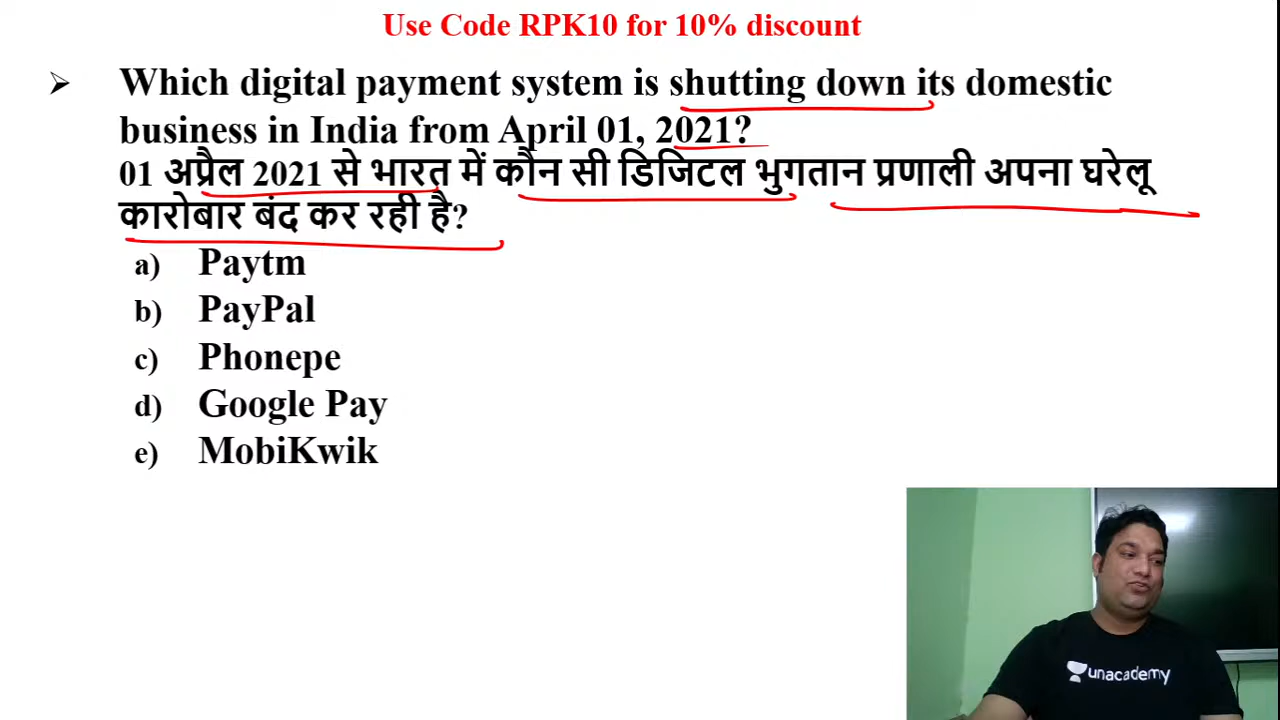 Use Code RPK10 for 10% discount
➢ Which digital payment system is shutting down its domestic
business in India from April 01, 2021?
01 अप्रैल 2021 से भारत में कौन सी डिजिटल भुगतान प्रणाली अपना घरेलू
कारोबार बंद कर रही है?
a) Paytm
b) PayPal
c) Phonepe
d) Google Pay
e) MobiKwik
unacademy